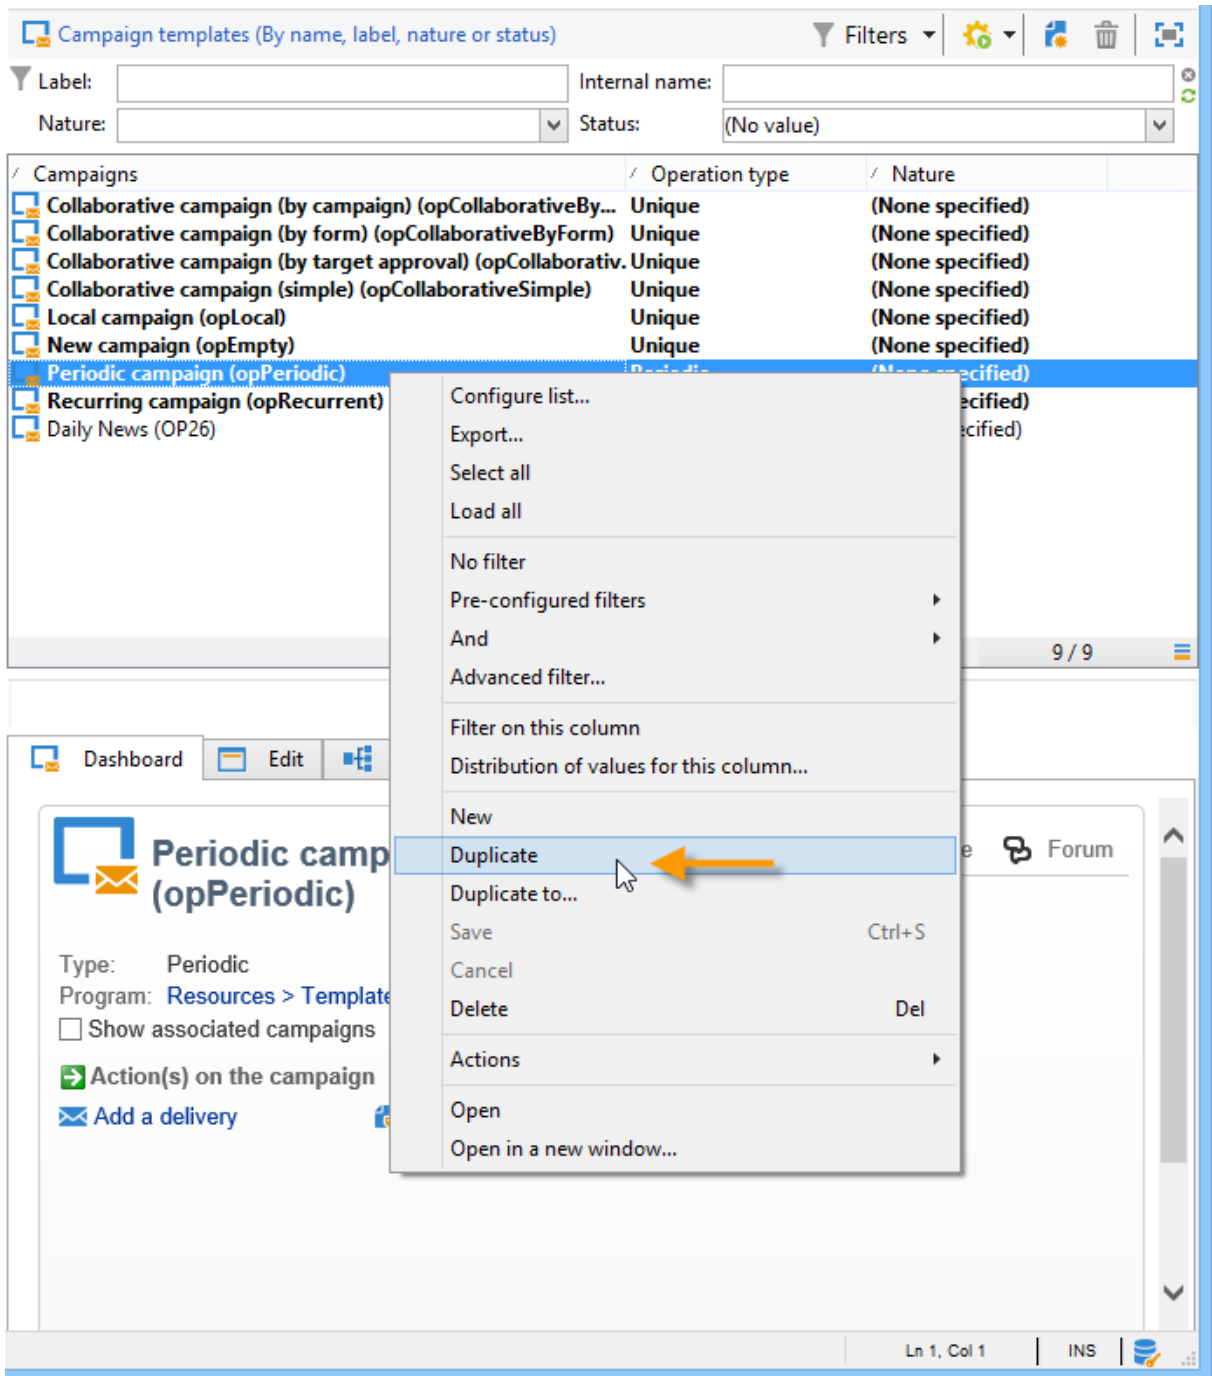 Campaign templates (By name, label, nature or status)
Filters
Label:
Internal name:
Nature:
Status:
(No value)
Campaigns
Operation type
Nature
Collaborative campaign (by campaign) (opCollaborativeBy... Unique (None specified)
Collaborative campaign (by form) (opCollaborativeByForm) Unique (None specified)
Collaborative campaign (by target approval) (opCollaborativ. Unique (None specified)
Collaborative campaign (simple) (opCollaborativeSimple) Unique (None specified)
Local campaign (opLocal) Unique (None specified)
New campaign (opEmpty) Unique (None specified)
Periodic campaign (opPeriodic) Periodic (None specified)
Recurring campaign (opRecurrent) ecified)
Daily News (OP26) ecified)
Configure list...
Export...
Select all
Load all
No filter
Pre-configured filters
And
Advanced filter...
Filter on this column
Distribution of values for this column...
New
Duplicate
Duplicate to...
Save Ctrl+S
Cancel
Delete Del
Actions
Open
Open in a new window...
9 / 9
Dashboard
Edit
Periodic camp
(opPeriodic)
e
Forum
Type: Periodic
Program: Resources > Template
Show associated campaigns
Action(s) on the campaign
Add a delivery
Ln 1, Col 1
INS